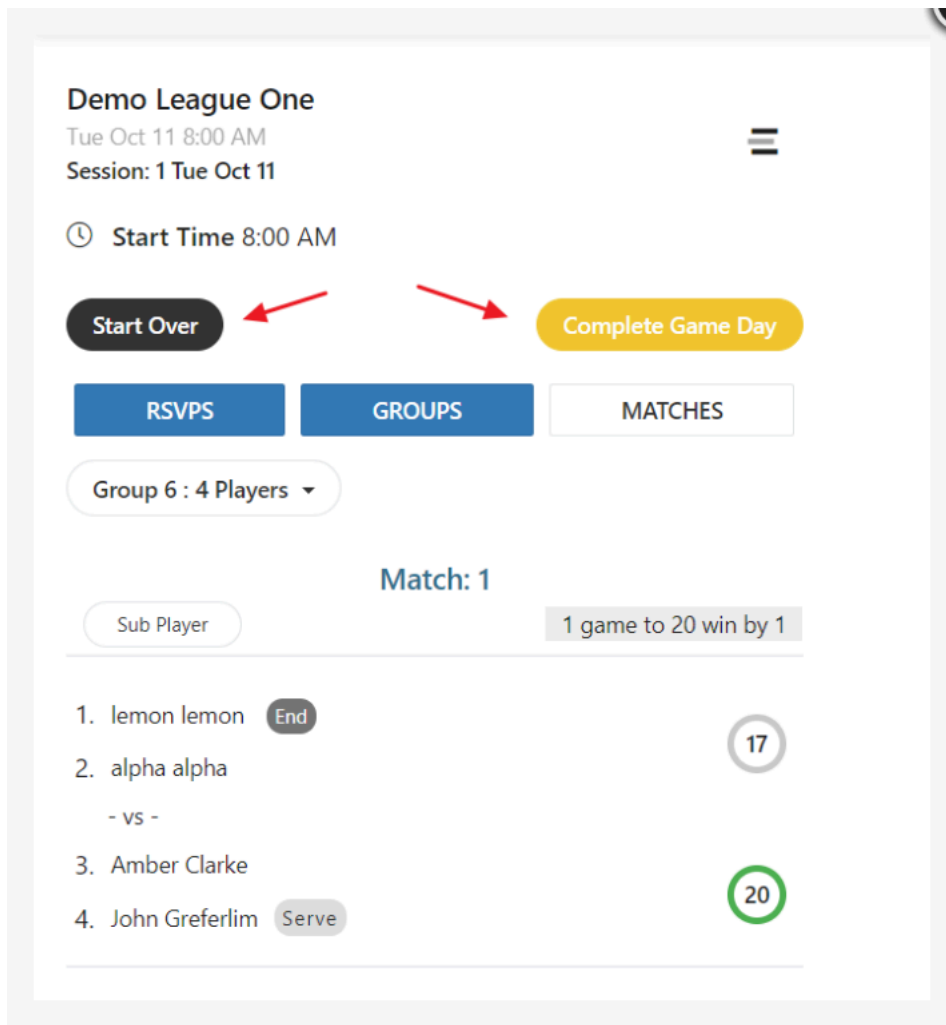 Demo League One
Tue Oct 11 8:00 AM
Session: 1 Tue Oct 11
Start Time 8:00 AM
Start Over
Complete Game Day
RSVPS
GROUPS
MATCHES
Group 6 : 4 Players
Match: 1
Sub Player
1 game to 20 win by 1
1. lemon lemon End
17
2. alpha alpha
- vs -
3. Amber Clarke
20
4. John Greferlim Serve